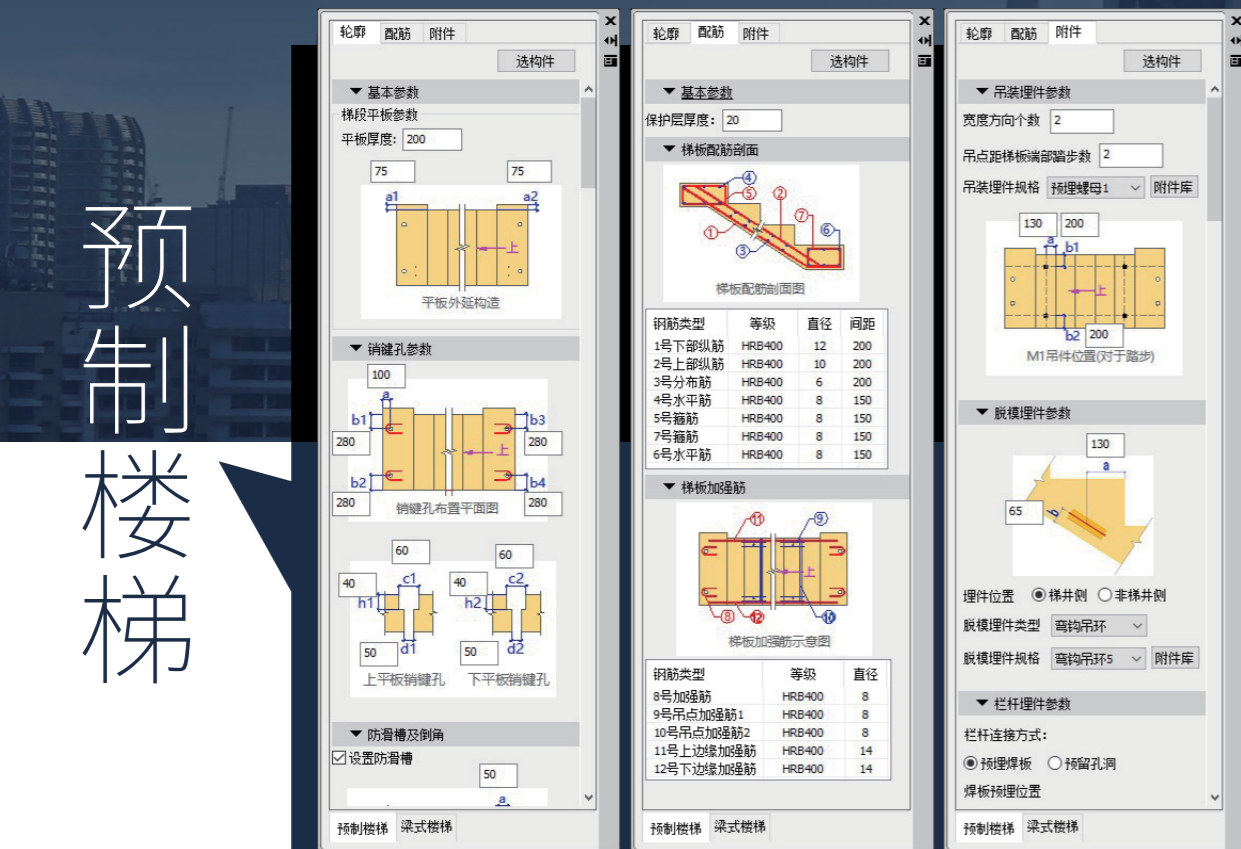 预制楼梯
轮廓 配筋 附件
选构件
▼ 基本参数
梯段平板参数
平板厚度: 200
75 75
a1 a2
上
平板外延构造
▼ 销键孔参数
100
a
b1 b3
280 280
上
b2 b4
280 280
销键孔布置平面图
60 60
40 c1 40 c2
h1 h2
50 d1 50 d2
上平板销键孔 下平板销键孔
▼ 防滑槽及倒角
设置防滑槽
50
a
预制楼梯 梁式楼梯
轮廓 配筋 附件
选构件
▼ 基本参数
保护层厚度: 20
▼ 梯板配筋剖面
④
⑤ ②
⑦
① ⑥
③
梯板配筋剖面图
钢筋类型 等级 直径 间距
1号下部纵筋 HRB400 12 200
2号上部纵筋 HRB400 10 200
3号分布筋 HRB400 6 200
4号水平筋 HRB400 8 150
5号箍筋 HRB400 8 150
7号箍筋 HRB400 8 150
6号水平筋 HRB400 8 150
▼ 梯板加强筋
⑪ ⑨
上
⑧ ⑫ ⑩
梯板加强筋示意图
钢筋类型 等级 直径
8号加强筋 HRB400 8
9号吊点加强筋1 HRB400 8
10号吊点加强筋2 HRB400 8
11号上边缘加强筋 HRB400 14
12号下边缘加强筋 HRB400 14
预制楼梯 梁式楼梯
轮廓 配筋 附件
选构件
▼ 吊装埋件参数
宽度方向个数 2
吊点距梯板端部踏步数 2
吊装埋件规格 预埋螺母1 附件库
130 200
a b1
上
b2 200
M1吊件位置(对于踏步)
▼ 脱模埋件参数
130
a
65 b
埋件位置 梯井侧 非梯井侧
脱模埋件类型 弯钩吊环
脱模埋件规格 弯钩吊环5 附件库
▼ 栏杆埋件参数
栏杆连接方式:
预埋焊板 预留孔洞
焊板预埋位置
预制楼梯 梁式楼梯